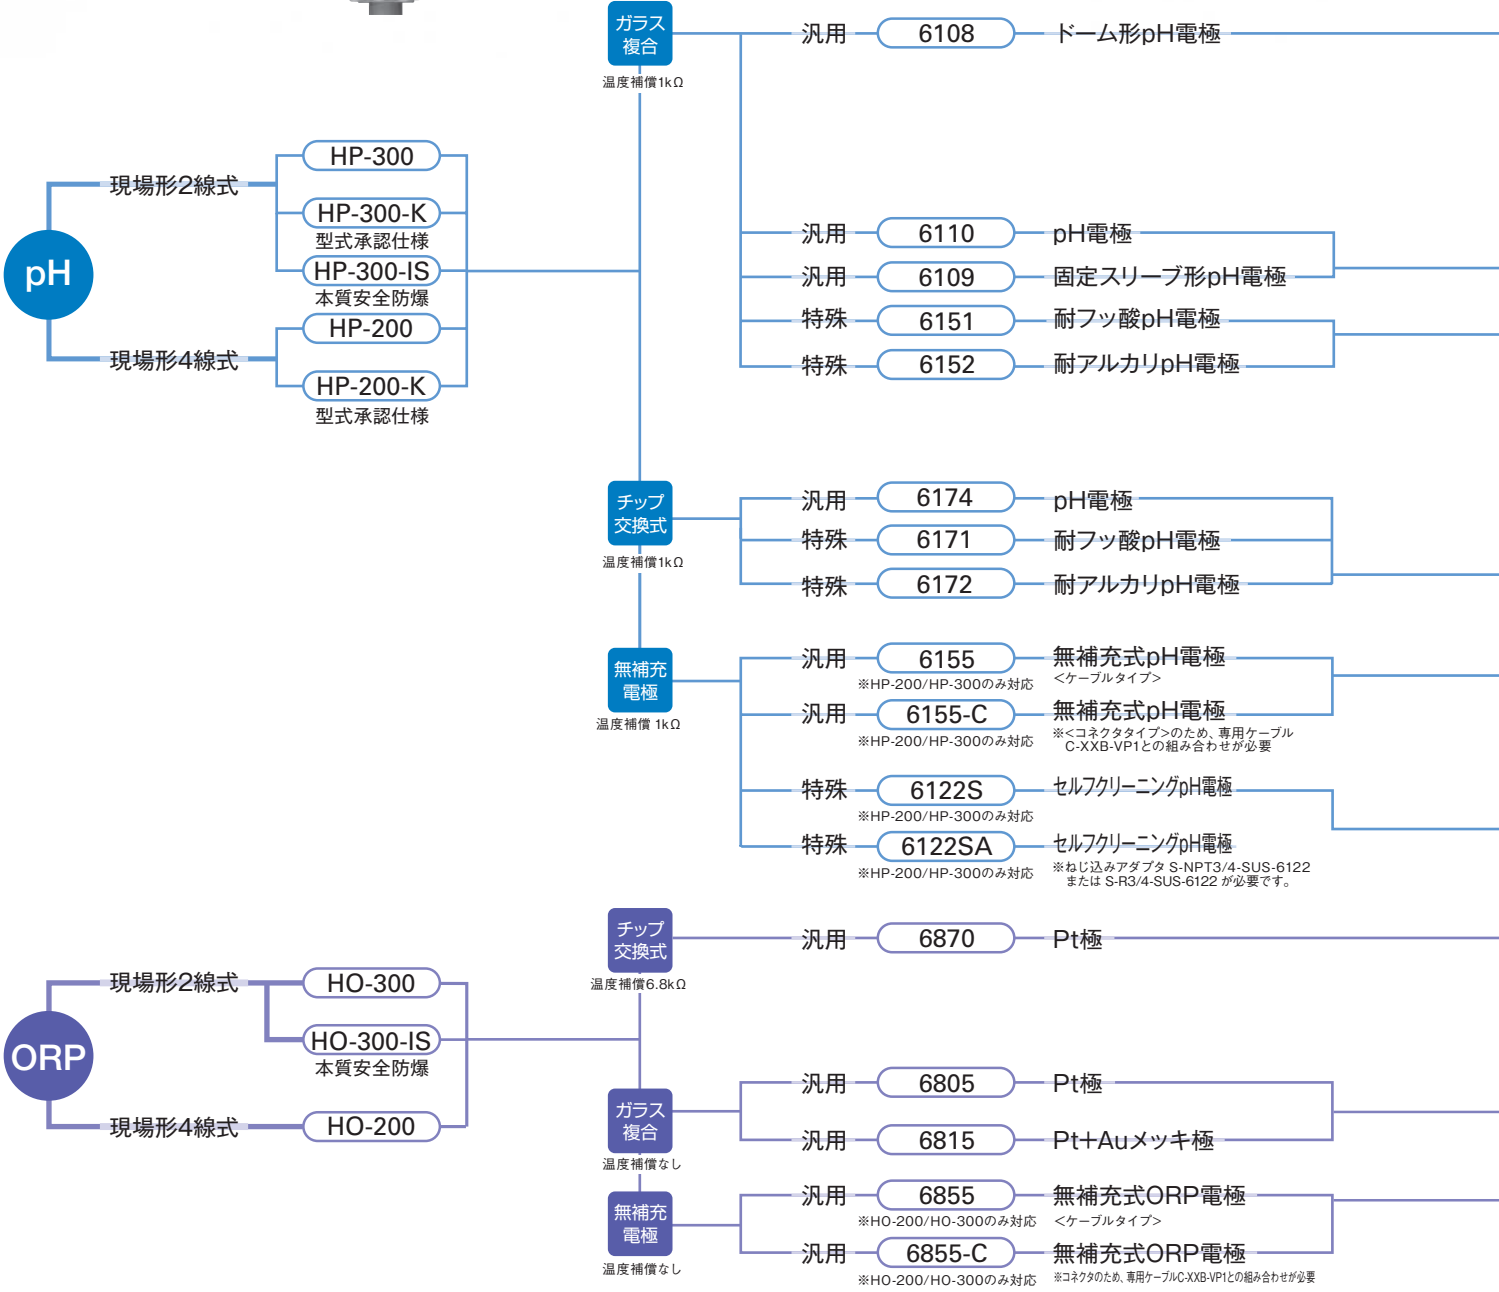 ガラス
複合
温度補償1kΩ
汎用
6108
ドーム形pH電極
pH
現場形2線式
HP-300
HP-300-K
型式承認仕様
HP-300-IS
本質安全防爆
現場形4線式
HP-200
HP-200-K
型式承認仕様
汎用
6110
pH電極
汎用
6109
固定スリーブ形pH電極
特殊
6151
耐フッ酸pH電極
特殊
6152
耐アルカリpH電極
チップ
交換式
温度補償1kΩ
汎用
6174
pH電極
特殊
6171
耐フッ酸pH電極
特殊
6172
耐アルカリpH電極
無補充
電極
温度補償 1kΩ
汎用
6155
※HP-200/HP-300のみ対応
無補充式pH電極
<ケーブルタイプ>
汎用
6155-C
※HP-200/HP-300のみ対応
無補充式pH電極
※<コネクタタイプ>のため、専用ケーブル
C-XXB-VP1との組み合わせが必要
特殊
6122S
※HP-200/HP-300のみ対応
セルフクリーニングpH電極
特殊
6122SA
※HP-200/HP-300のみ対応
セルフクリーニングpH電極
※ねじ込みアダプタ S-NPT3/4-SUS-6122
または S-R3/4-SUS-6122 が必要です。
チップ
交換式
温度補償6.8kΩ
汎用
6870
Pt極
ORP
現場形2線式
HO-300
HO-300-IS
本質安全防爆
現場形4線式
HO-200
ガラス
複合
温度補償なし
汎用
6805
Pt極
汎用
6815
Pt+Auメッキ極
無補充
電極
温度補償なし
汎用
6855
※HO-200/HO-300のみ対応
無補充式ORP電極
<ケーブルタイプ>
汎用
6855-C
※HO-200/HO-300のみ対応
無補充式ORP電極
※コネクタのため、専用ケーブルC-XXB-VP1との組み合わせが必要